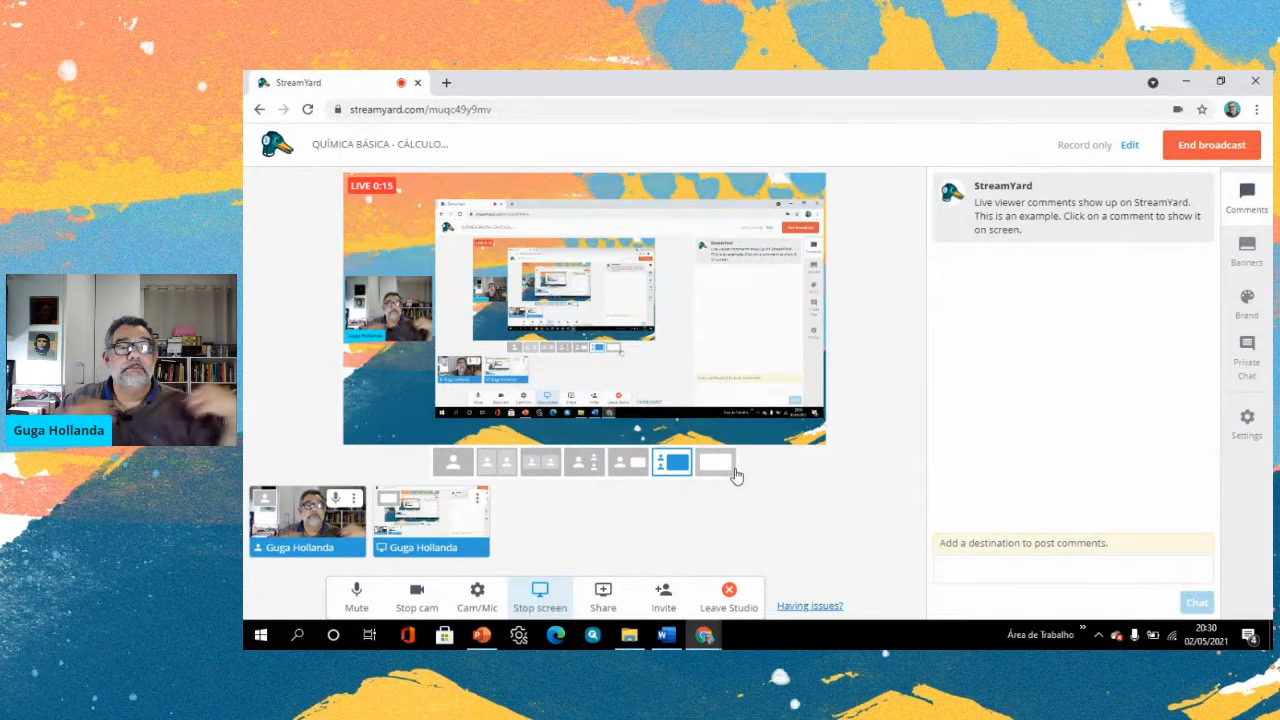 StreamYard
streamyard.com/muqc49y9mv
QUÍMICA BÁSICA - CÁLCULO...
Record only
Edit
End broadcast
LIVE 0:15
StreamYard
Live viewer comments show up on StreamYard.
This is an example. Click on a comment to show it
on screen.
Comments
Banners
Brand
Private
Chat
Settings
Guga Hollanda
Guga Hollanda
Guga Hollanda
Guga Hollanda
Add a destination to post comments.
Chat
Mute
Stop cam
Cam/Mic
Stop screen
Share
Invite
Leave Studio
Having issues?
Área de Trabalho
20:30
02/05/2021
4